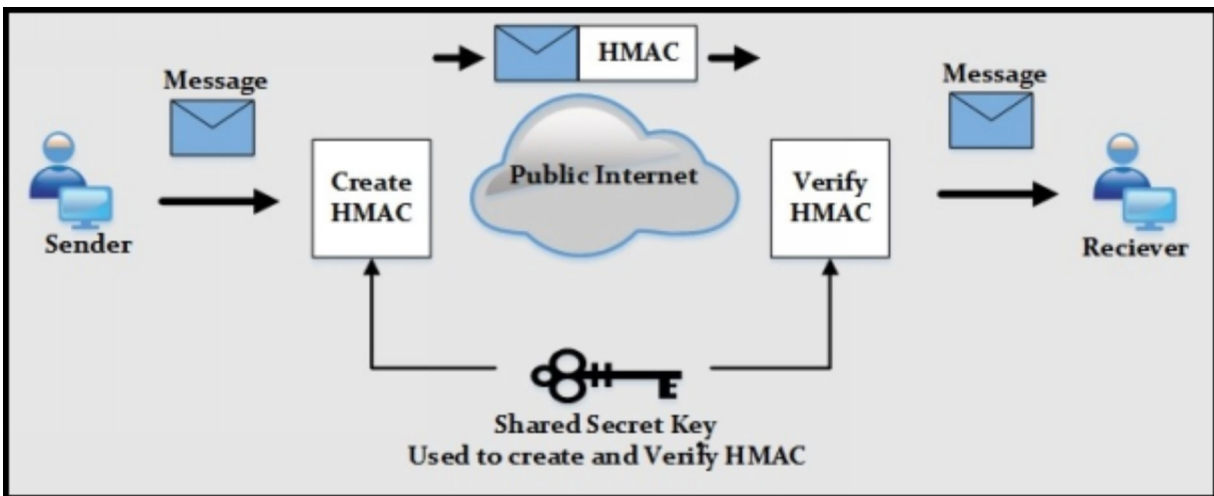 HMAC
Message
Message
Public Internet
Create
HMAC
Verify
HMAC
Sender
Reciever
Shared Secret Key
Used to create and Verify HMAC